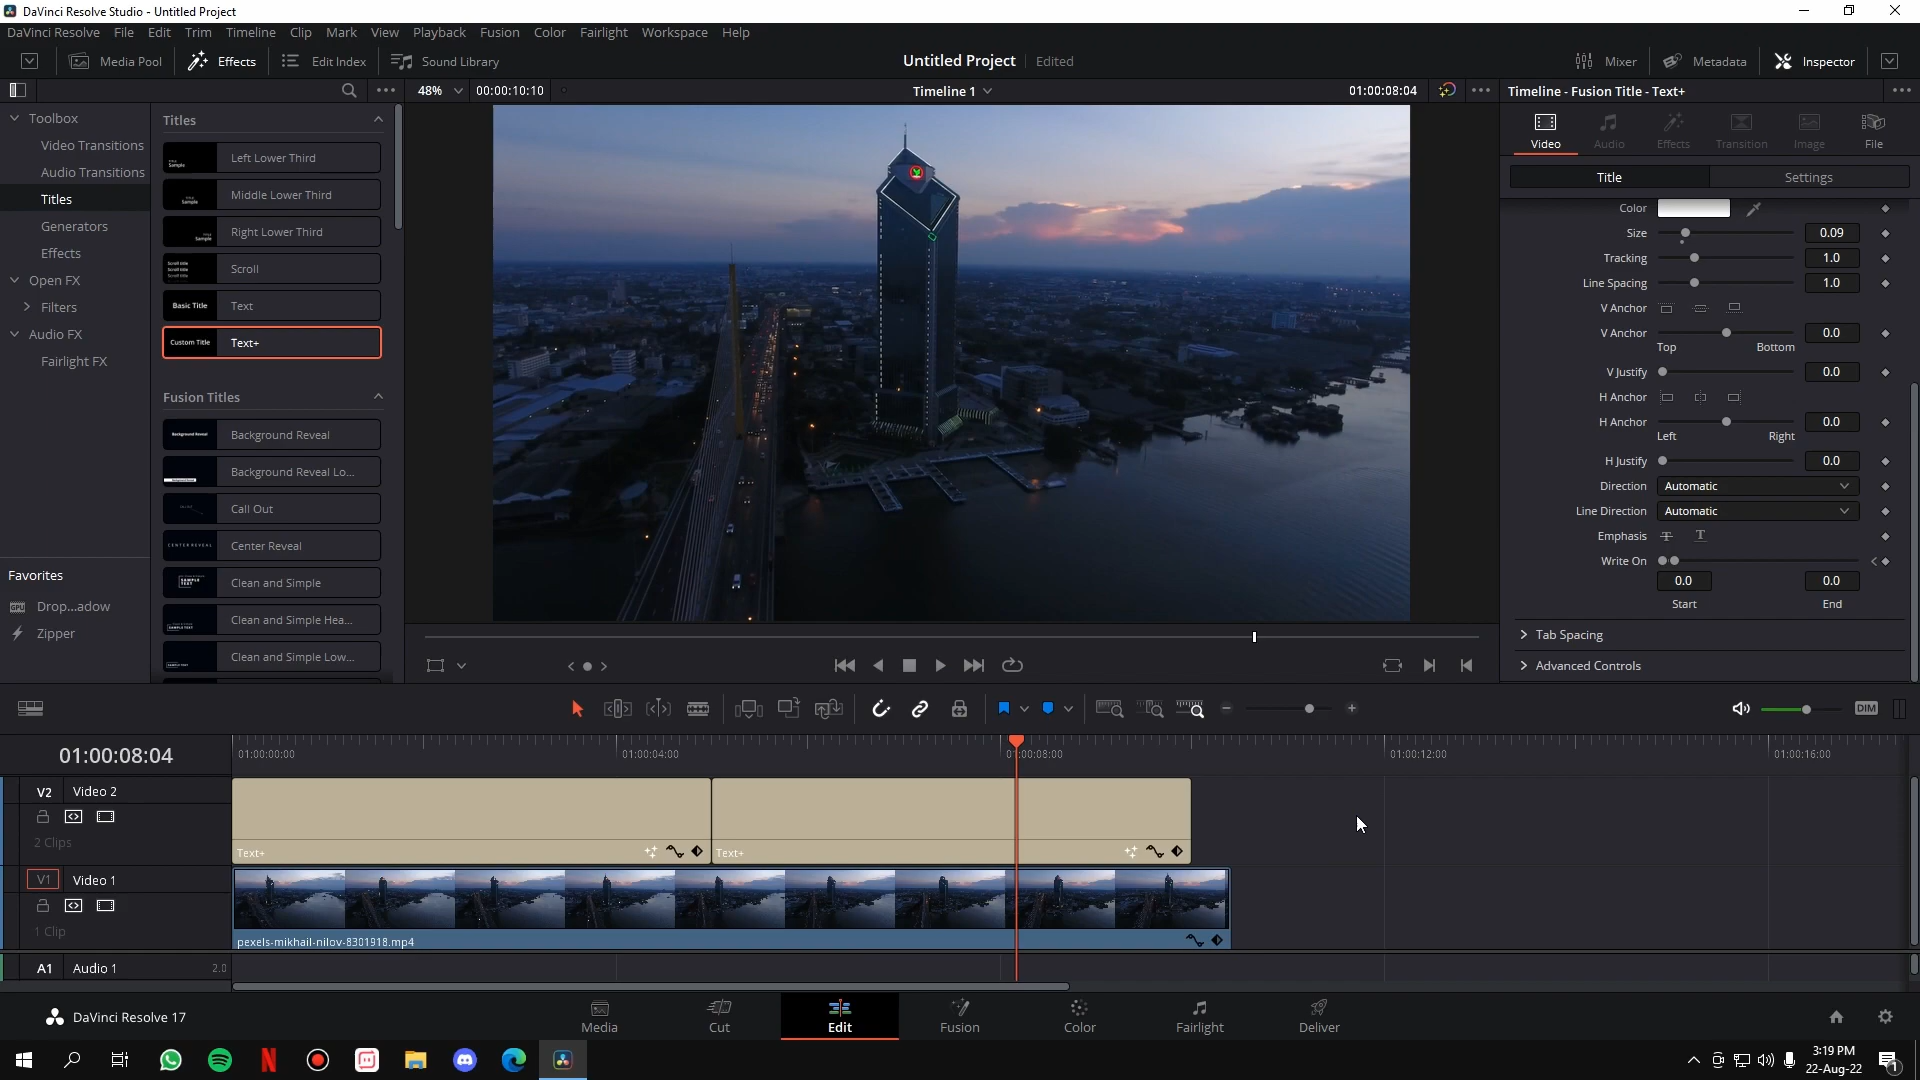 DaVinci Resolve Studio - Untitled Project
DaVinci Resolve File Edit Trim Timeline Clip Mark View Playback Fusion Color Fairlight Workspace Help
Media Pool Effects Edit Index Sound Library Untitled Project Edited Mixer Metadata Inspector
48% 00:00:10:10 Timeline 1 01:00:08:04 Timeline - Fusion Title - Text+
Toolbox
Video Transitions
Audio Transitions
Titles
Generators
Effects
Open FX
Filters
Audio FX
Fairlight FX
Favorites
Drop...adow
Zipper
Titles
Left Lower Third
Middle Lower Third
Right Lower Third
Scroll
Basic Title Text
Custom Title Text+
Fusion Titles
Background Reveal
Background Reveal Lo...
Call Out
Center Reveal
Clean and Simple
Clean and Simple Hea...
Clean and Simple Low...
Video Audio Effects Transition Image File
Title Settings
Color
Size 0.09
Tracking 1.0
Line Spacing 1.0
V Anchor
V Anchor 0.0
Top Bottom
V Justify 0.0
H Anchor
H Anchor 0.0
Left Right
H Justify 0.0
Direction Automatic
Line Direction Automatic
Emphasis T T
Write On
0.0 0.0
Start End
Tab Spacing
Advanced Controls
DIM
01:00:08:04 01:00:00:00 01:00:04:00 01:00:08:00 01:00:12:00 01:00:16:00
V2 Video 2
2 Clips
Text+ Text+
V1 Video 1
1 Clip
pexels-mikhail-nilov-8301918.mp4
A1 Audio 1 2.0
DaVinci Resolve 17 Media Cut Edit Fusion Color Fairlight Deliver
3:19 PM
22-Aug-22
1